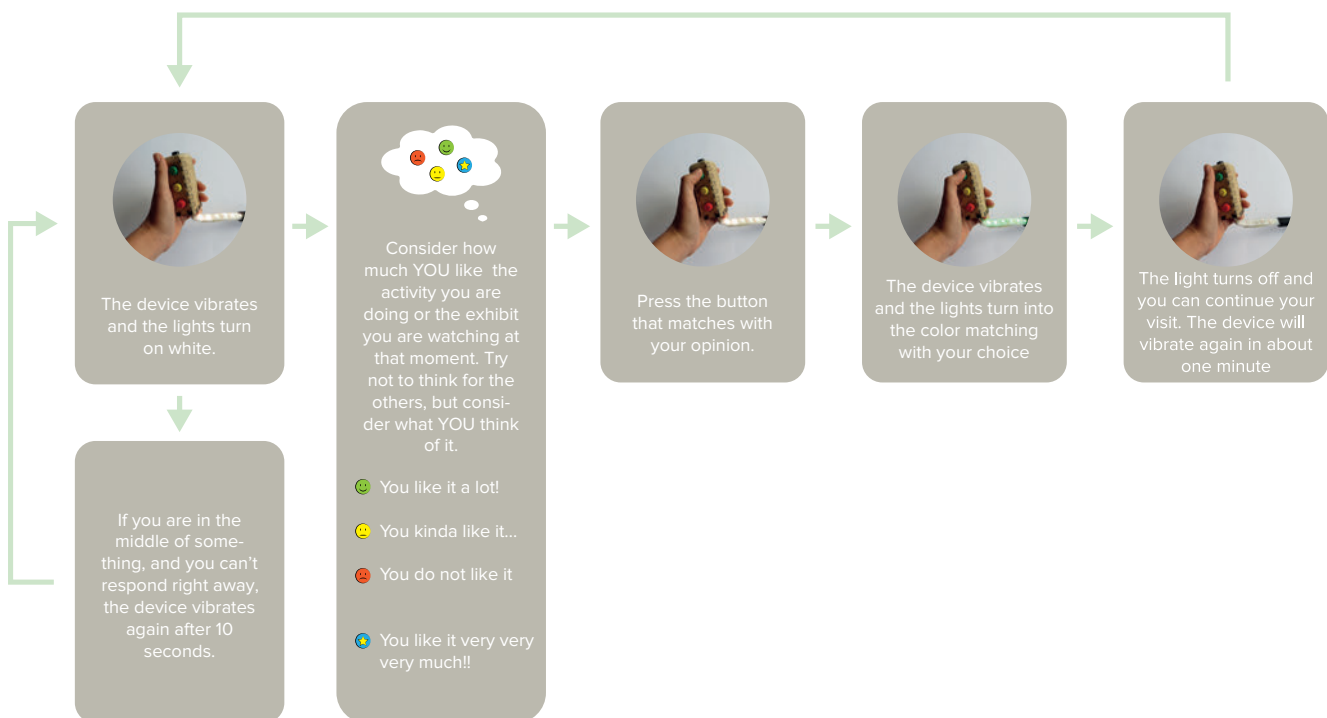 The device vibrates
and the lights turn
on white.
If you are in the
middle of some-
thing, and you can't
respond right away,
the device vibrates
again after 10
seconds.
Consider how
much YOU like the
activity you are
doing or the exhibit
you are watching at
that moment. Try
not to think for the
others, but consi-
der what YOU think
of it.
You like it a lot!
You kinda like it...
You do not like it
You like it very very
very much!!
Press the button
that matches with
your opinion.
The device vibrates
and the lights turn into
the color matching
with your choice
The light turns off and
you can continue your
visit. The device will
vibrate again in about
one minute